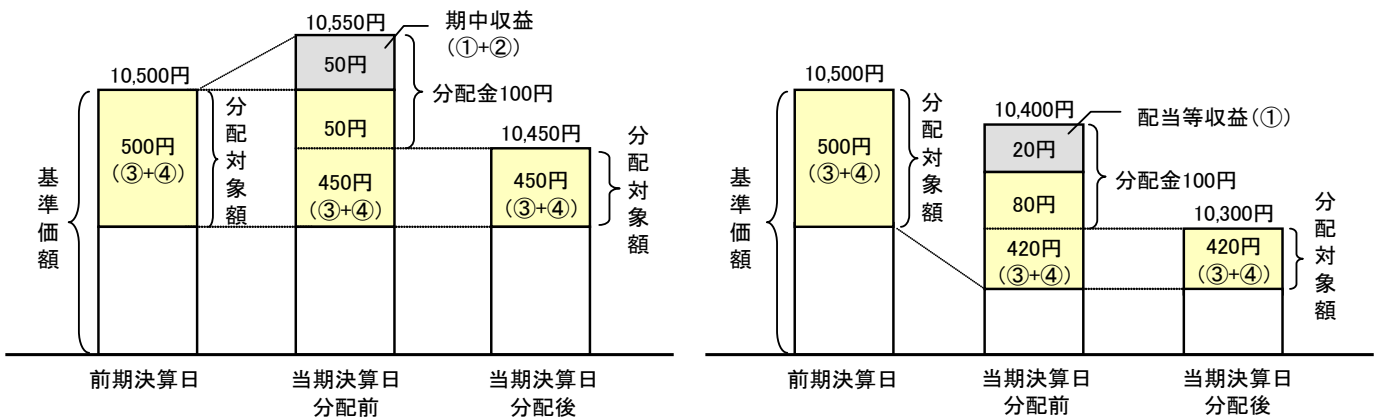 10,550円
期中収益
(①+②)
10,500円
50円
分配金100円
500円
(③+④)
分配対象額
50円
10,450円
450円
(③+④)
450円
(③+④)
分配対象額
基準価額
前期決算日
当期決算日
分配前
当期決算日
分配後
10,500円
10,400円
配当等収益(①)
500円
(③+④)
分配対象額
20円
分配金100円
80円
10,300円
420円
(③+④)
420円
(③+④)
分配対象額
基準価額
前期決算日
当期決算日
分配前
当期決算日
分配後